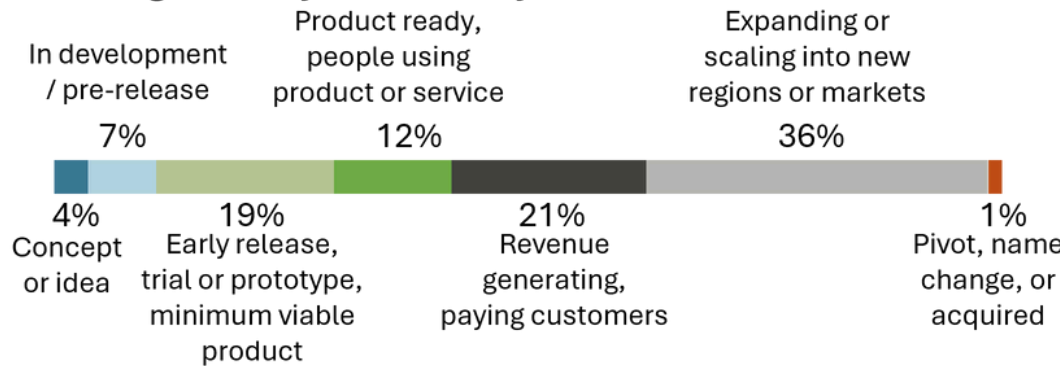 In development
/ pre-release
7%
Product ready,
people using
product or service
12%
Expanding or
scaling into new
regions or markets
36%
4%
Concept
or idea
19%
Early release,
trial or prototype,
minimum viable
product
21%
Revenue
generating,
paying customers
1%
Pivot, name
change, or
acquired